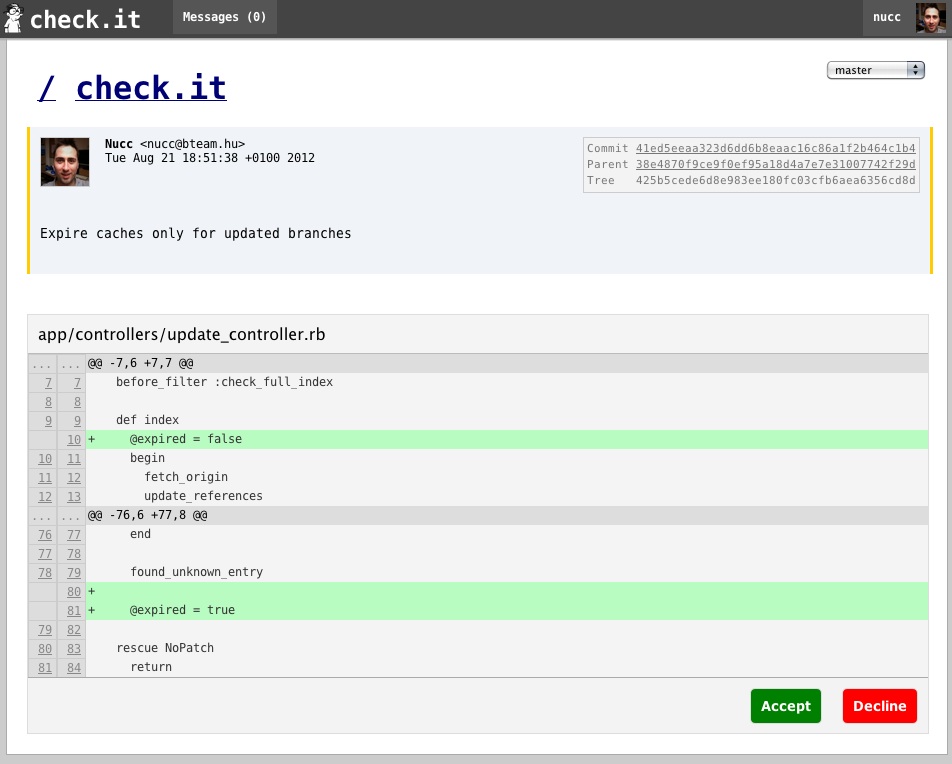 check.it Messages (0) nucc
/ check.it master
Nucc <nucc@bteam.hu>
Tue Aug 21 18:51:38 +0100 2012
Commit 41ed5eeaa323d6dd6b8eaac16c86a1f2b464c1b4
Parent 38e4870f9ce9f0ef95a18d4a7e7e31007742f29d
Tree 425b5cede6d8e983ee180fc03cfb6aea6356cd8d
Expire caches only for updated branches
app/controllers/update_controller.rb
... ... @@ -7,6 +7,7 @@
7 7 before_filter :check_full_index
8 8
9 9 def index
10 + @expired = false
10 11 begin
11 12 fetch_origin
12 13 update_references
... ... @@ -76,6 +77,8 @@
76 77 end
77 78
78 79 found_unknown_entry
80 +
81 + @expired = true
79 82
80 83 rescue NoPatch
81 84 return
Accept Decline